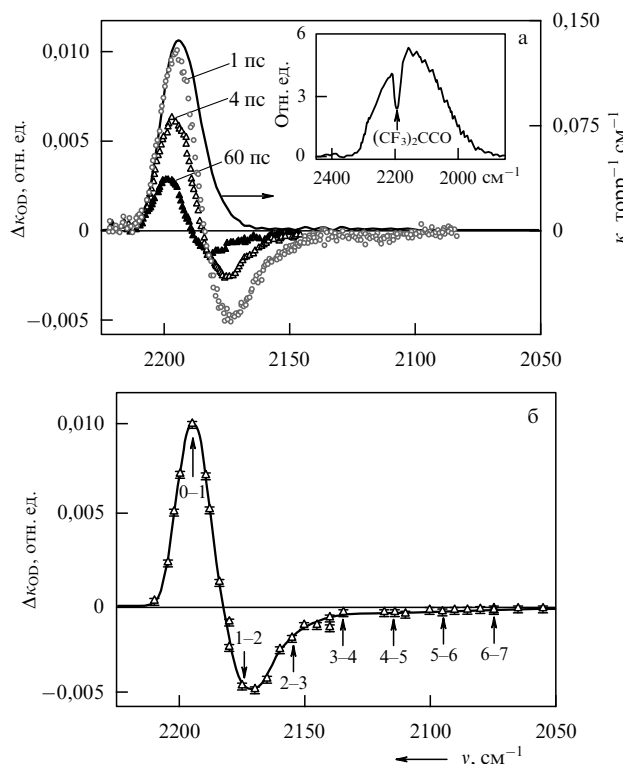 0,010
0,005
0
−0,005
Δκ_OD, отн. ед.
1 пс
4 пс
60 пс
а
0,150
0,075
0
κ, торр⁻¹ см⁻¹
Отн. ед.
6
3
0
(CF₃)₂CCO
2400 2200 2000 см⁻¹
2200 2150 2100 2050
б
0,010
0,005
0
−0,005
Δκ_OD, отн. ед.
0–1
1–2
2–3
3–4
4–5
5–6
6–7
2200 2150 2100 2050
ν, см⁻¹